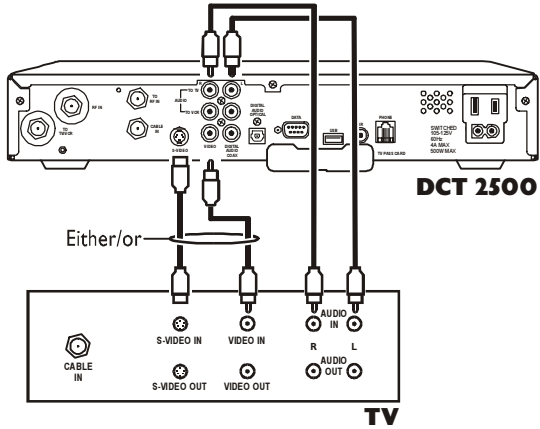 R
L
TO TV
AUDIO
TO VCR
TO
RF IN
RF IN
TO
TV/VCR
CABLE
IN
S-VIDEO
VIDEO
DIGITAL
AUDIO
COAX
DIGITAL
AUDIO
OPTICAL
DATA
USB
IR
B
PHONE
TV PASS CARD
SWITCHED
105-125V
60Hz
4A MAX
500W MAX
DCT 2500
Either/or
CABLE
IN
S-VIDEO IN
VIDEO IN
AUDIO
IN
R
L
S-VIDEO OUT
VIDEO OUT
AUDIO
OUT
TV